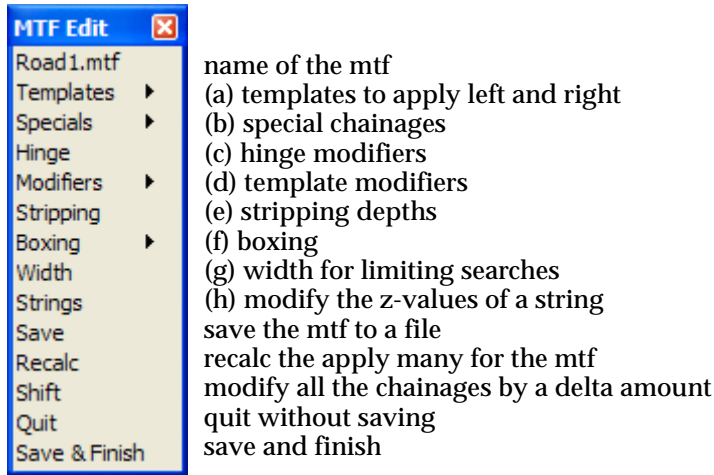 MTF Edit
Road1.mtf name of the mtf
Templates (a) templates to apply left and right
Specials (b) special chainages
Hinge (c) hinge modifiers
Modifiers (d) template modifiers
Stripping (e) stripping depths
Boxing (f) boxing
Width (g) width for limiting searches
Strings (h) modify the z-values of a string
Save save the mtf to a file
Recalc recalc the apply many for the mtf
Shift modify all the chainages by a delta amount
Quit quit without saving
Save & Finish save and finish